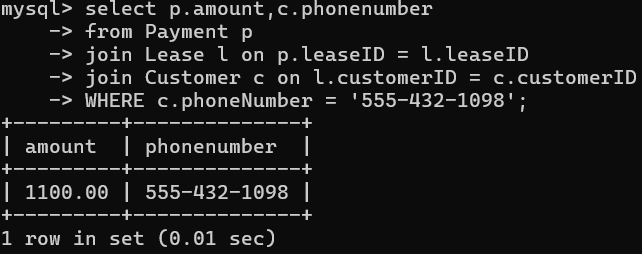 mysql> select p.amount,c.phonenumber
    -> from Payment p
    -> join Lease l on p.leaseID = l.leaseID
    -> join Customer c on l.customerID = c.customerID
    -> WHERE c.phoneNumber = '555-432-1098';
+---------+--------------+
| amount  | phonenumber  |
+---------+--------------+
| 1100.00 | 555-432-1098 |
+---------+--------------+
1 row in set (0.01 sec)